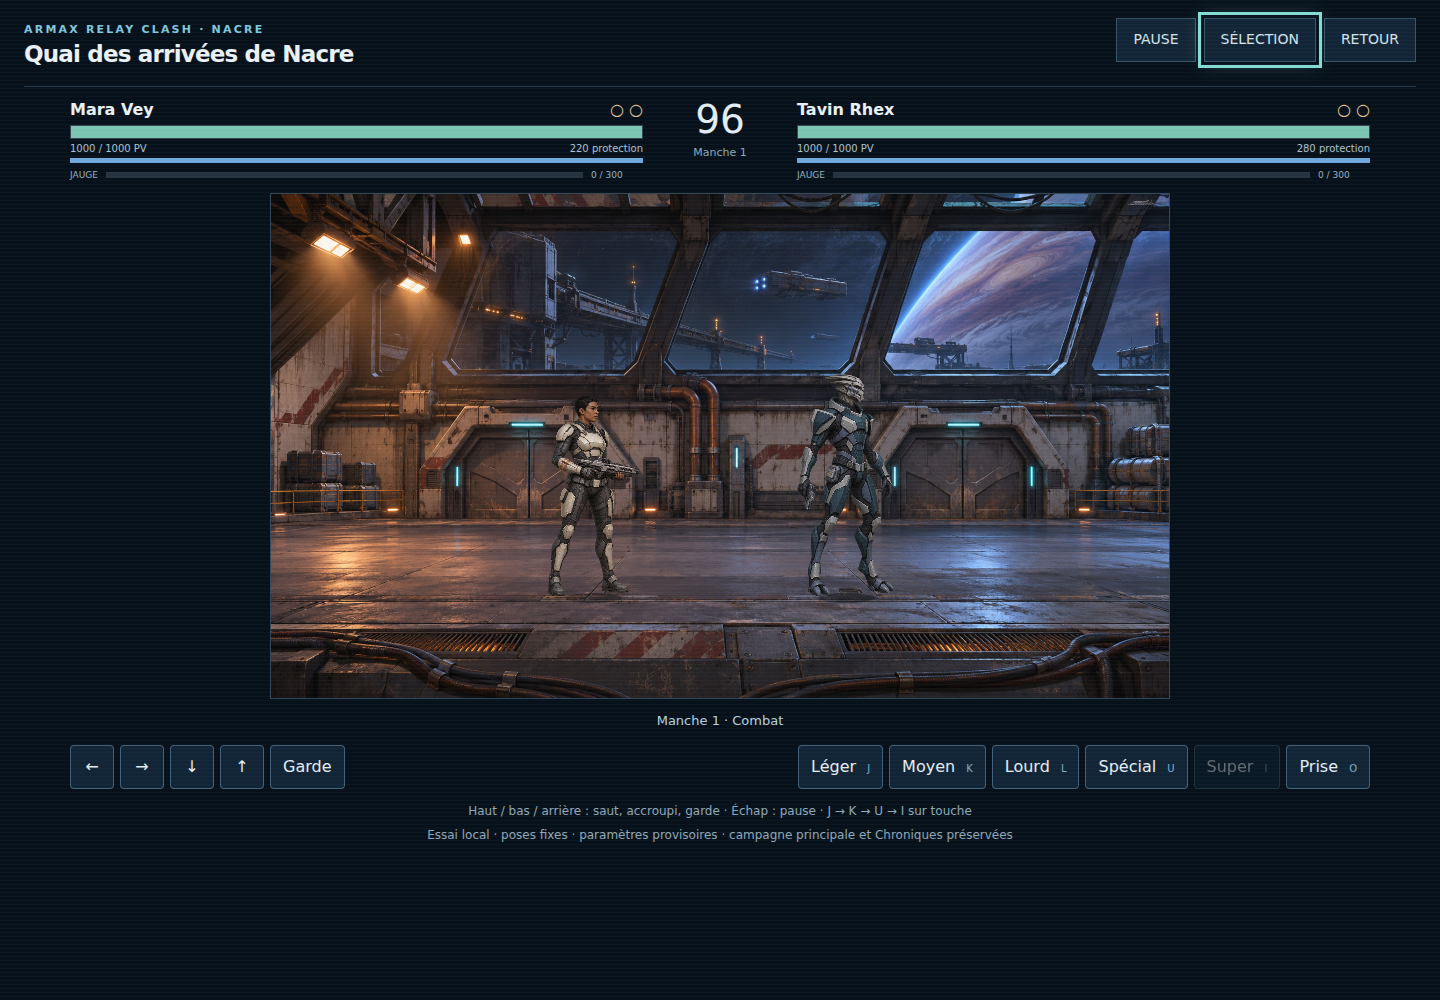 ARMAX RELAY CLASH · NACRE
Quai des arrivées de Nacre
PAUSE
SÉLECTION
RETOUR
Mara Vey
1000 / 1000 PV
220 protection
JAUGE
0 / 300
96
Manche 1
Tavin Rhex
1000 / 1000 PV
280 protection
JAUGE
0 / 300
Manche 1 · Combat
← → ↓ ↑ Garde
Léger J
Moyen K
Lourd L
Spécial U
Super I
Prise O
Haut / bas / arrière : saut, accroupi, garde · Échap : pause · J → K → U → I sur touche
Essai local · poses fixes · paramètres provisoires · campagne principale et Chroniques préservées